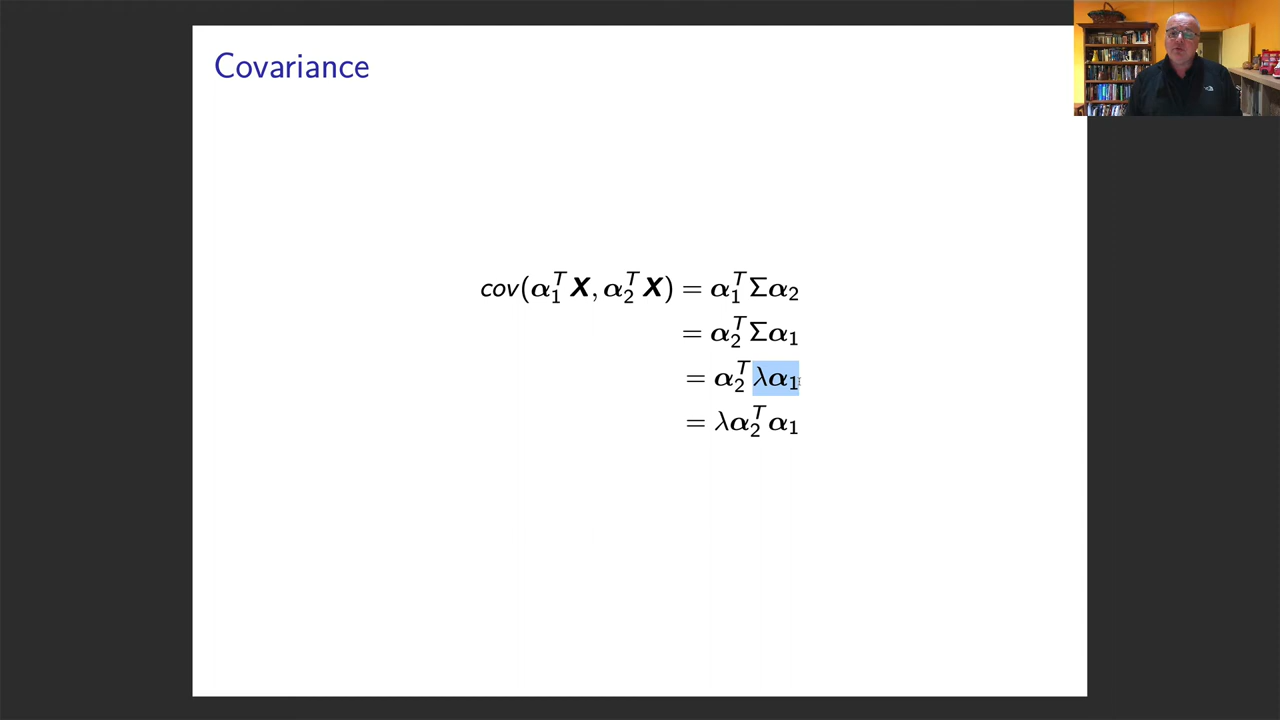 Covariance
cov(α₁ᵀX, α₂ᵀX) = α₁ᵀΣα₂
= α₂ᵀΣα₁
= α₂ᵀλα₁
= λα₂ᵀα₁